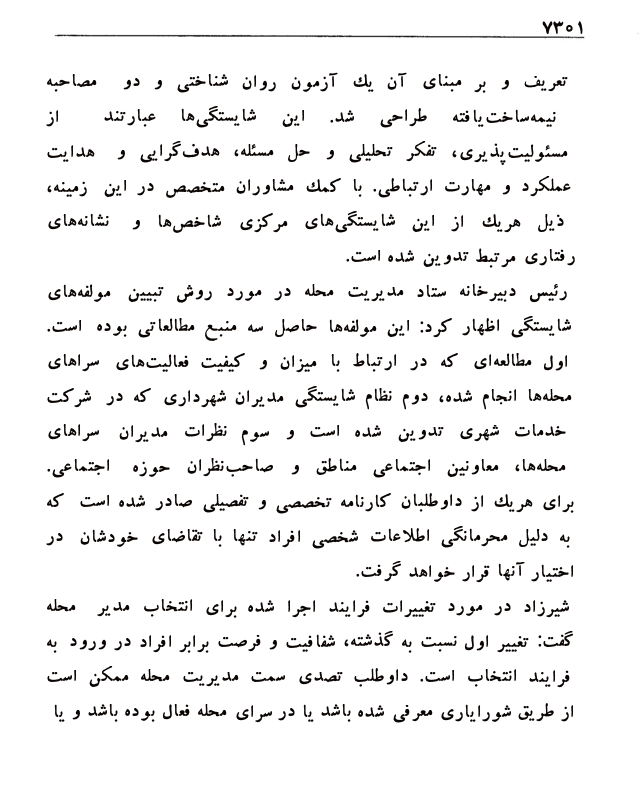 ۷۳۰۱
تعریف و بر مبنای آن یك آزمون روان شناختی و دو مصاحبه
نیمه‌ساخت‌یافته طراحی شد. این شایستگی‌ها عبارتند از
مسئولیت‌پذیری، تفکر تحلیلی و حل مسئله، هدف‌گرایی و هدایت
عملکرد و مهارت ارتباطی. با کمك مشاوران متخصص در این زمینه،
ذیل هریك از این شایستگی‌های مرکزی شاخص‌ها و نشانه‌های
رفتاری مرتبط تدوین شده است.
رئیس دبیرخانه ستاد مدیریت محله در مورد روش تبیین مولفه‌های
شایستگی اظهار کرد: این مولفه‌ها حاصل سه منبع مطالعاتی بوده است.
اول مطالعه‌ای که در ارتباط با میزان و کیفیت فعالیت‌های سراهای
محله‌ها انجام شده، دوم نظام شایستگی مدیران شهرداری که در شرکت
خدمات شهری تدوین شده است و سوم نظرات مدیران سراهای
محله‌ها، معاونین اجتماعی مناطق و صاحب‌نظران حوزه اجتماعی.
برای هریك از داوطلبان کارنامه تخصصی و تفصیلی صادر شده است که
به دلیل محرمانگی اطلاعات شخصی افراد تنها با تقاضای خودشان در
اختیار آنها قرار خواهد گرفت.
شیرزاد در مورد تغییرات فرایند اجرا شده برای انتخاب مدیر محله
گفت: تغییر اول نسبت به گذشته، شفافیت و فرصت برابر افراد در ورود به
فرایند انتخاب است. داوطلب تصدی سمت مدیریت محله ممکن است
از طریق شورایاری معرفی شده باشد یا در سرای محله فعال بوده باشد و یا